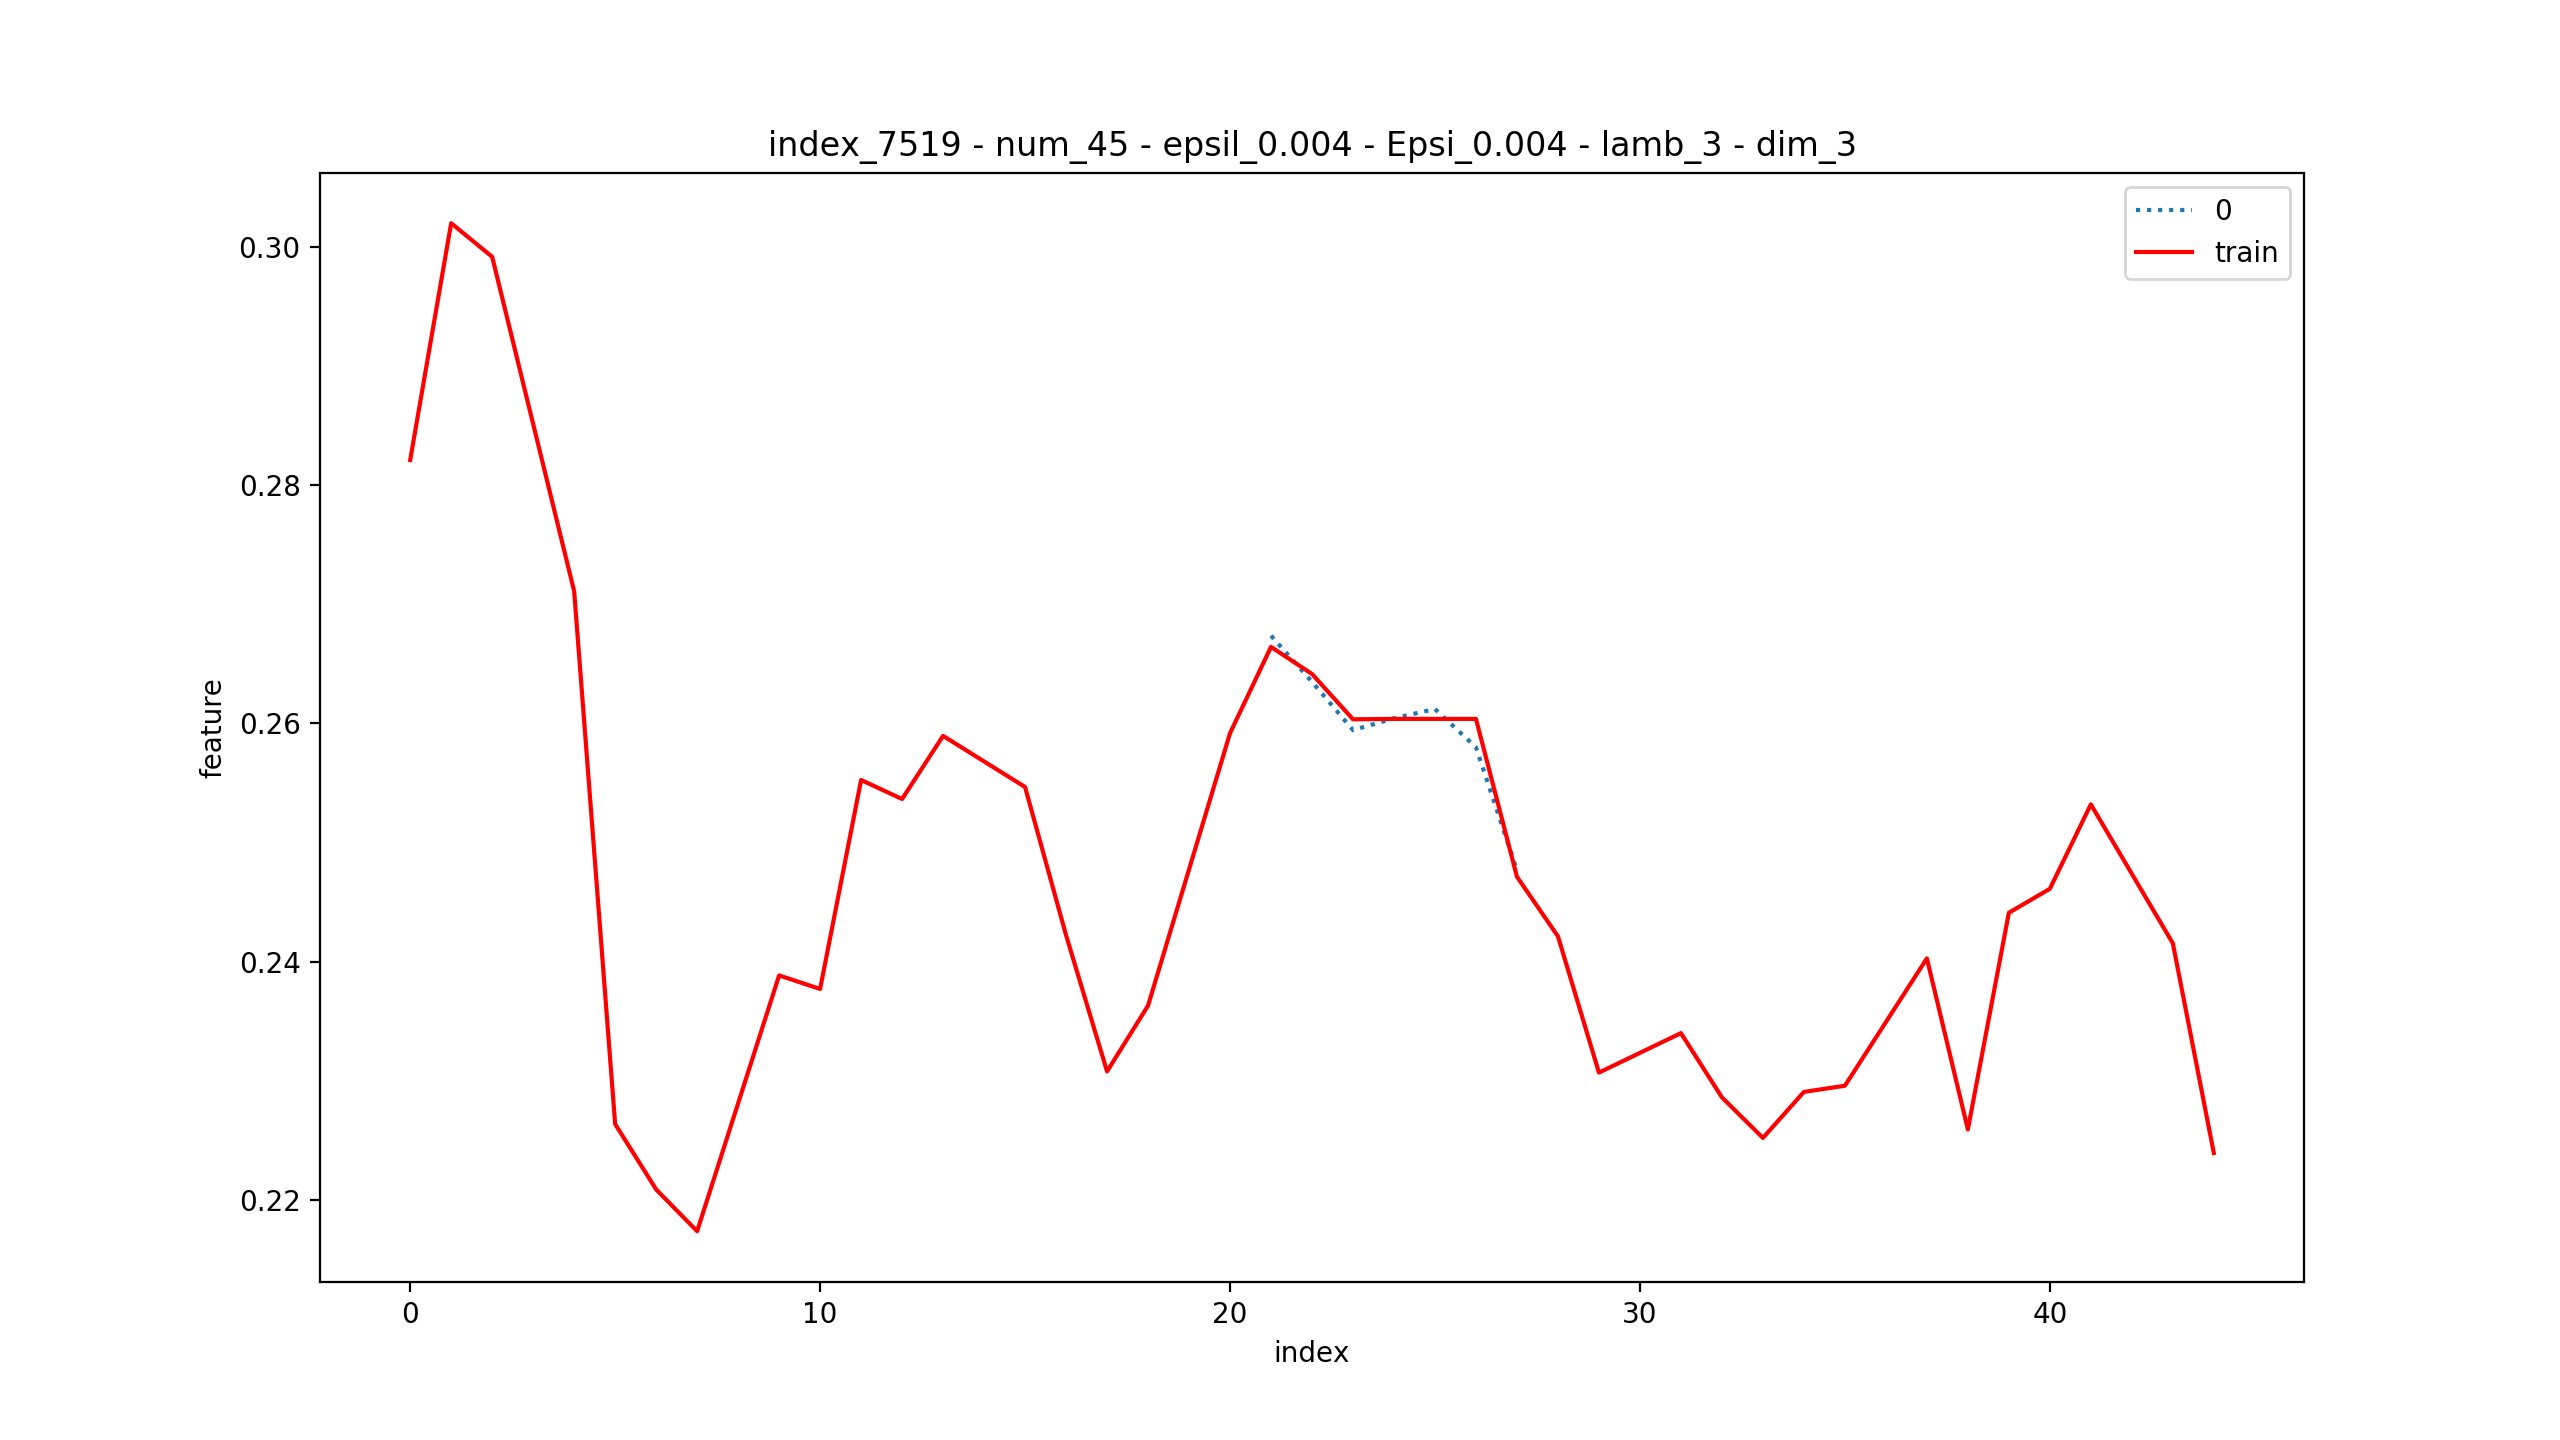 index_7519 - num_45 - epsil_0.004 - Epsi_0.004 - lamb_3 - dim_3
0
train
0.30
0.28
0.26
0.24
0.22
feature
0 10 20 30 40
index